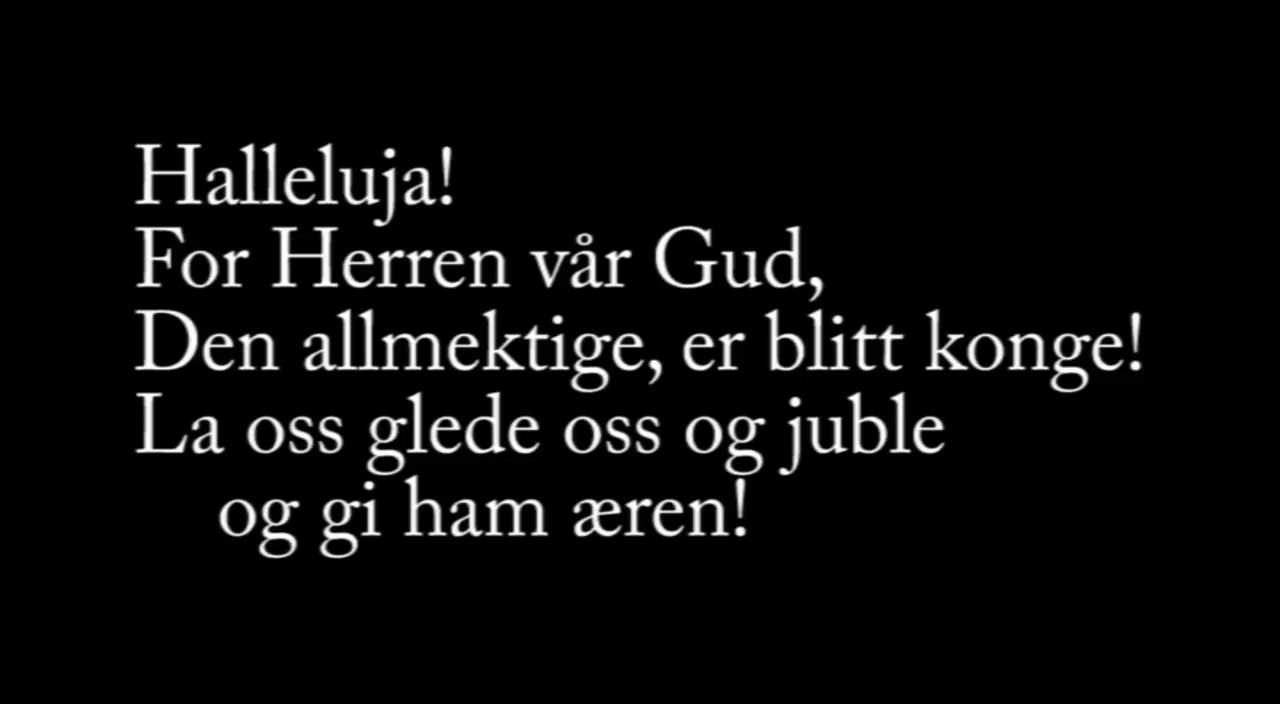 Halleluja!
For Herren vår Gud,
Den allmektige, er blitt konge!
La oss glede oss og juble
og gi ham æren!